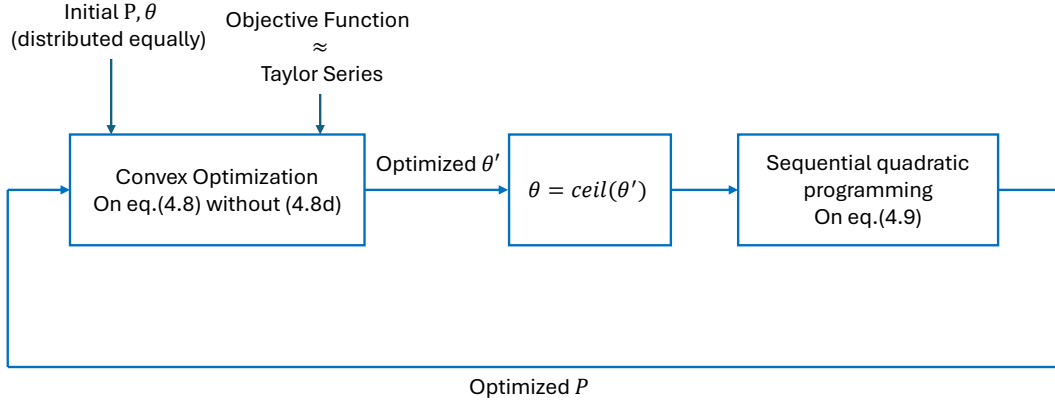 Initial P, θ
(distributed equally)
Objective Function
≈
Taylor Series
Convex Optimization
On eq.(4.8) without (4.8d)
Optimized θ′
θ = ceil(θ′)
Sequential quadratic
programming
On eq.(4.9)
Optimized P